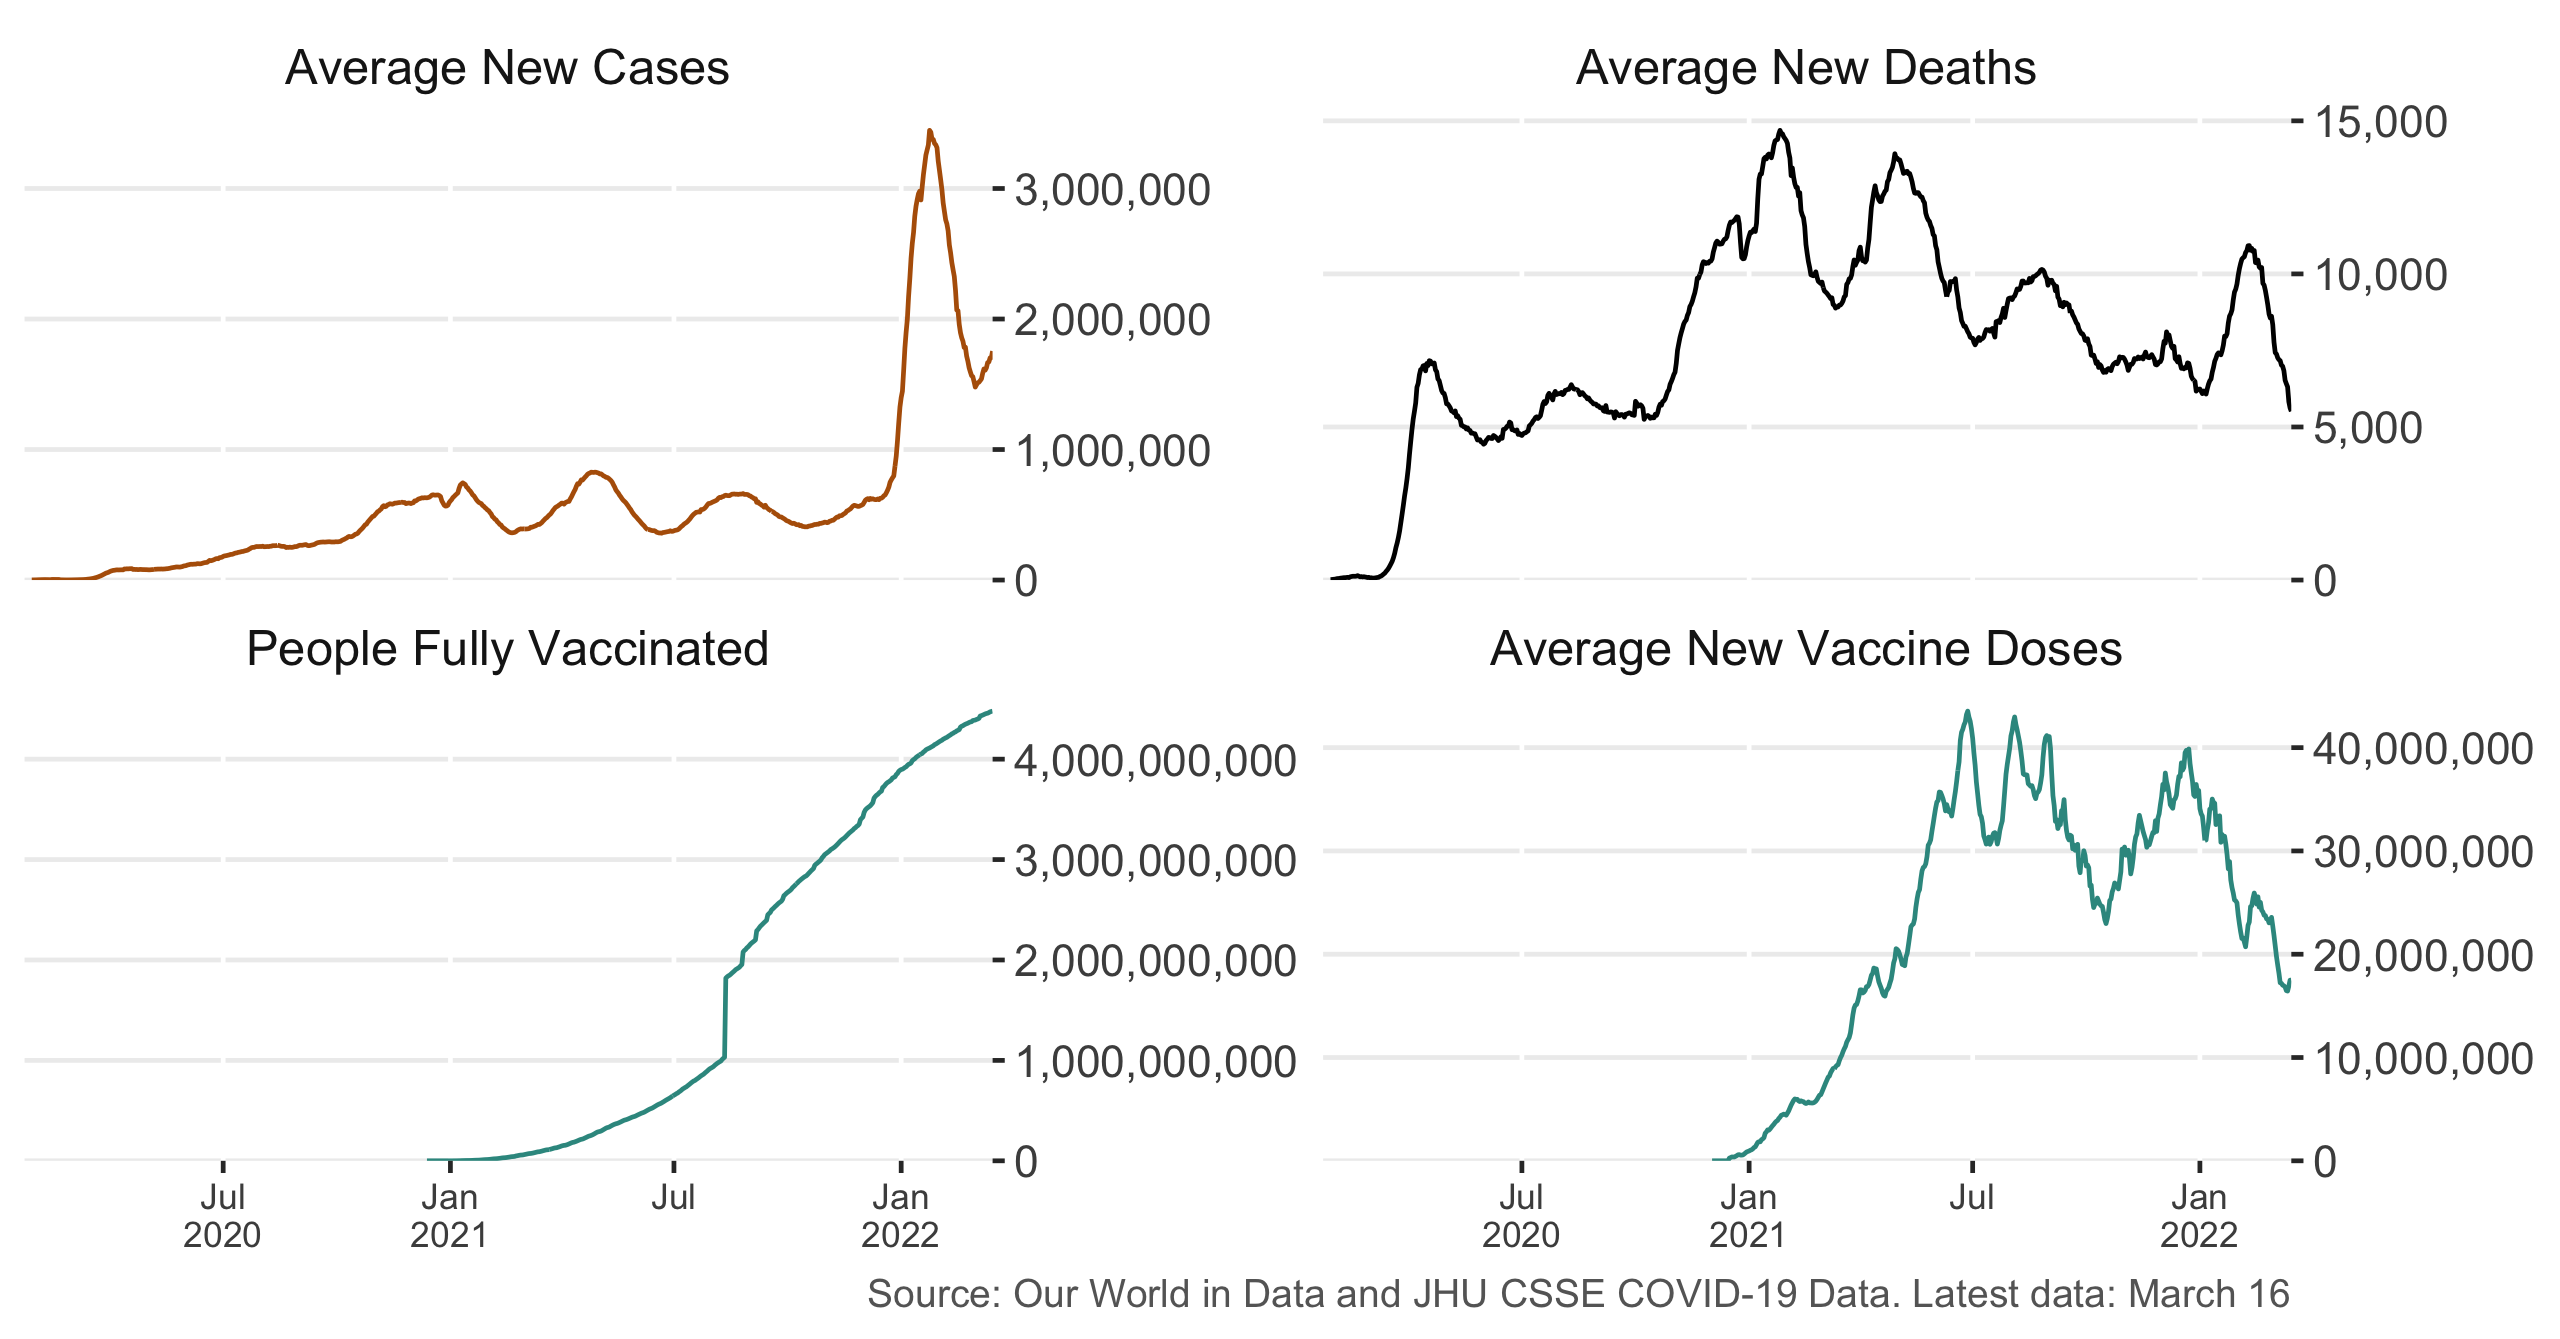 Average New Cases
3,000,000
2,000,000
1,000,000
0
Average New Deaths
15,000
10,000
5,000
0
People Fully Vaccinated
4,000,000,000
3,000,000,000
2,000,000,000
1,000,000,000
0
Jul
2020
Jan
2021
Jul
Jan
2022
Average New Vaccine Doses
40,000,000
30,000,000
20,000,000
10,000,000
0
Jul
2020
Jan
2021
Jul
Jan
2022
Source: Our World in Data and JHU CSSE COVID-19 Data. Latest data: March 16